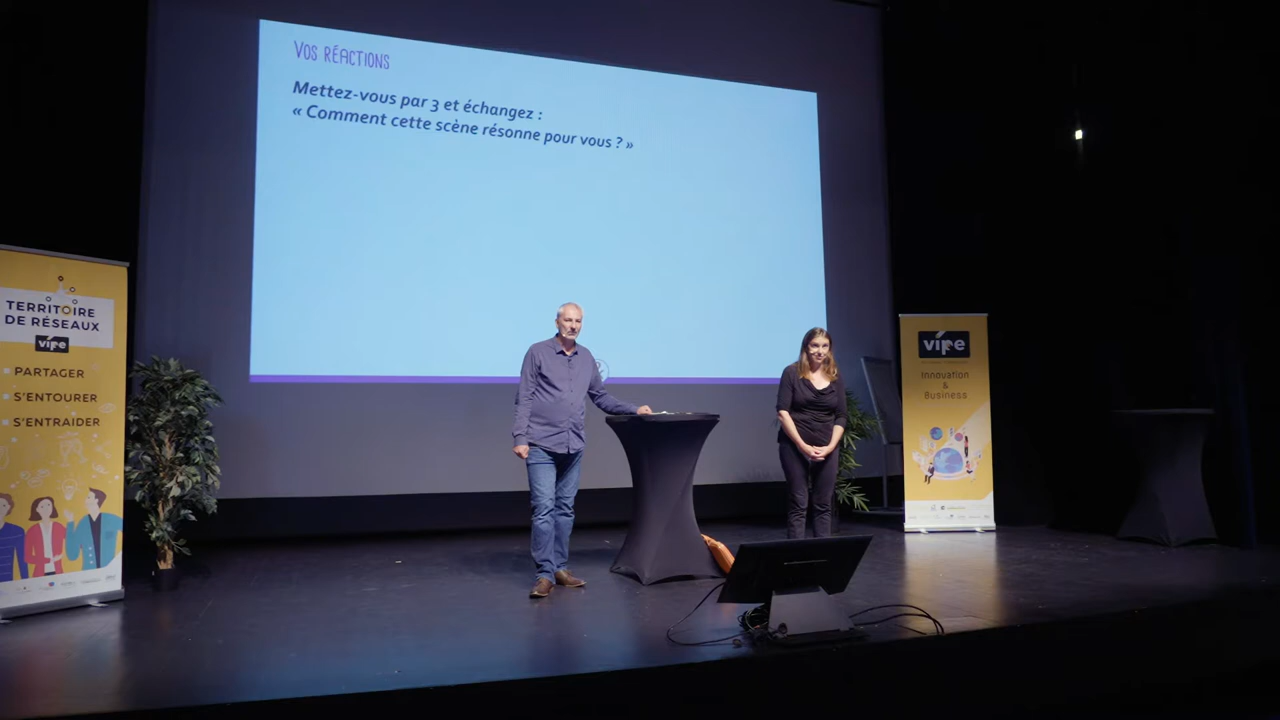 VOS RÉACTIONS
Mettez-vous par 3 et échangez :
« Comment cette scène résonne pour vous ? »
TERRITOIRE
DE RÉSEAUX
vipe
PARTAGER
S'ENTOURER
S'ENTRAIDER
vipe
Innovation
&
Business